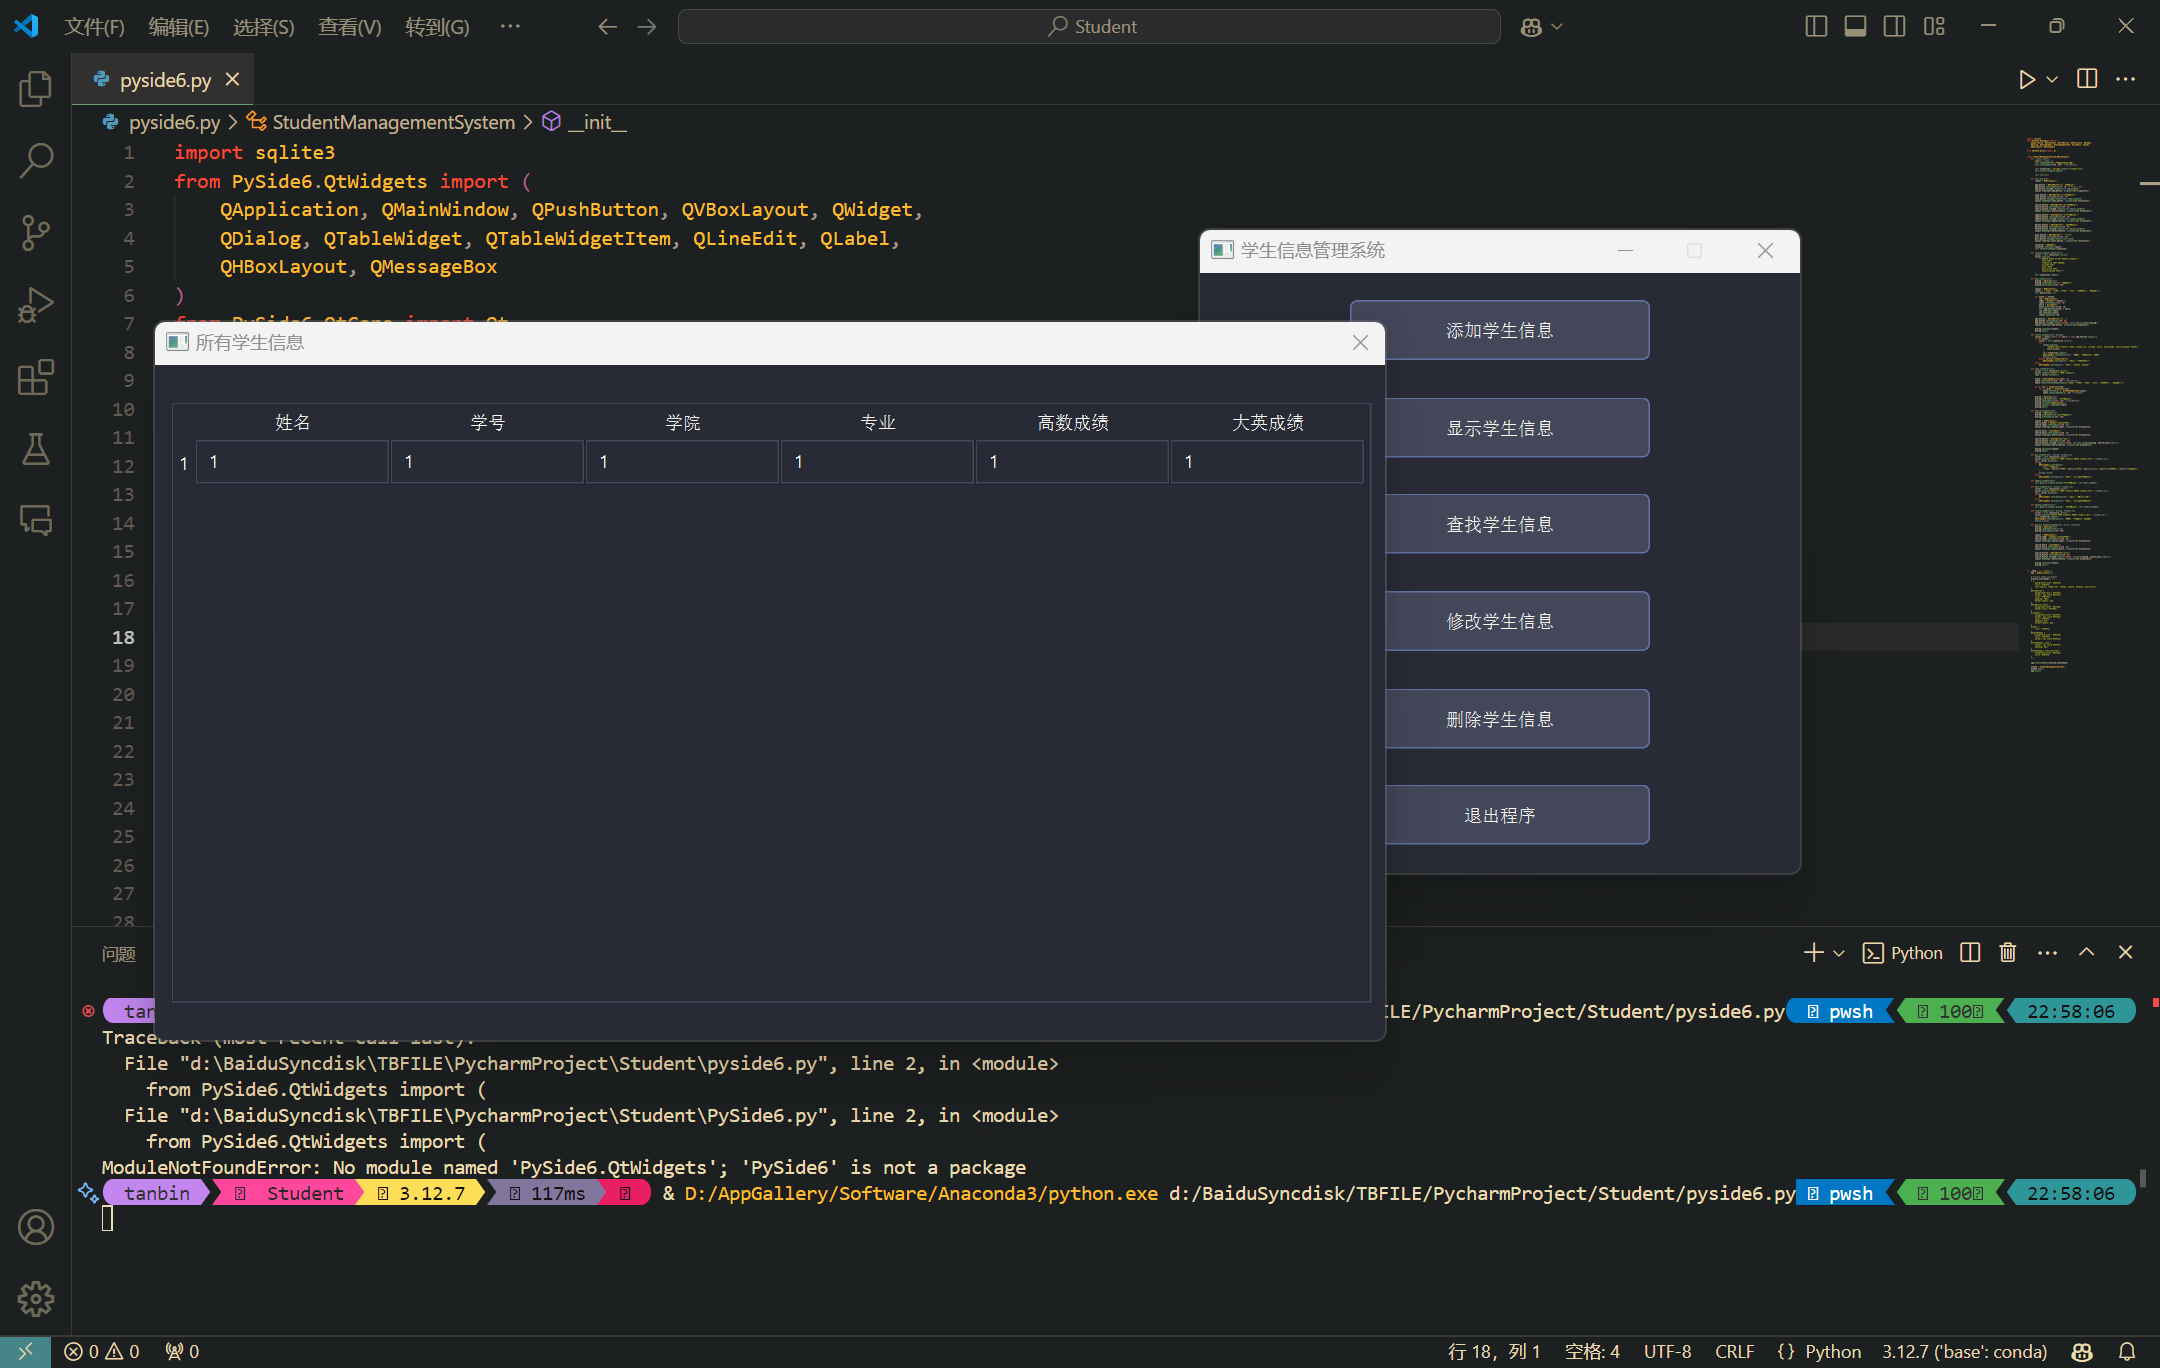 文件(F) 编辑(E) 选择(S) 查看(V) 转到(G) ··· Student
pyside6.py
pyside6.py > StudentManagementSystem > __init__
1 import sqlite3
2 from PySide6.QtWidgets import (
3 QApplication, QMainWindow, QPushButton, QVBoxLayout, QWidget,
4 QDialog, QTableWidget, QTableWidgetItem, QLineEdit, QLabel,
5 QHBoxLayout, QMessageBox
6 )
7 from PySide6.QtCore import Qt
8
9
10
11
12
13
14
15
16
17
18
19
20
21
22
23
24
25
26
27
28
学生信息管理系统
添加学生信息
显示学生信息
查找学生信息
修改学生信息
删除学生信息
退出程序
所有学生信息
姓名 学号 学院 专业 高数成绩 大英成绩
1 1 1 1 1 1 1
问题
Python
tan ILE/PycharmProject/Student/pyside6.py pwsh 100 22:58:06
Traceback (most recent call last):
File "d:\BaiduSyncdisk\TBFILE\PycharmProject\Student\pyside6.py", line 2, in <module>
from PySide6.QtWidgets import (
File "d:\BaiduSyncdisk\TBFILE\PycharmProject\Student\PySide6.py", line 2, in <module>
from PySide6.QtWidgets import (
ModuleNotFoundError: No module named 'PySide6.QtWidgets'; 'PySide6' is not a package
tanbin Student 3.12.7 117ms & D:/AppGallery/Software/Anaconda3/python.exe d:/BaiduSyncdisk/TBFILE/PycharmProject/Student/pyside6.py pwsh 100 22:58:06
0 0 0 行 18, 列 1 空格: 4 UTF-8 CRLF {} Python 3.12.7 ('base': conda)